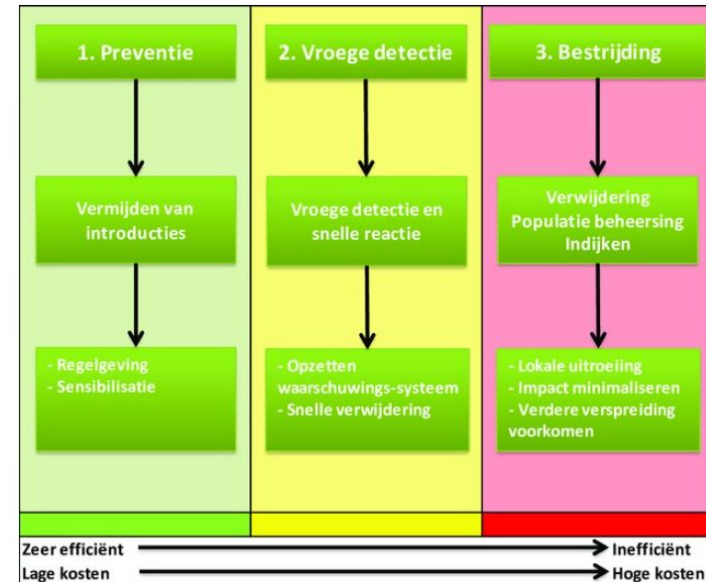 1. Preventie
2. Vroege detectie
3. Bestrijding
Vermijden van
introducties
Vroege detectie en
snelle reactie
Verwijdering
Populatie beheersing
Indijken
- Regelgeving
- Sensibilisatie
- Opzetten
waarschuwings-systeem
- Snelle verwijdering
- Lokale uitroeiing
- Impact minimaliseren
- Verdere verspreiding
voorkomen
Zeer efficiënt
Inefficiënt
Lage kosten
Hoge kosten